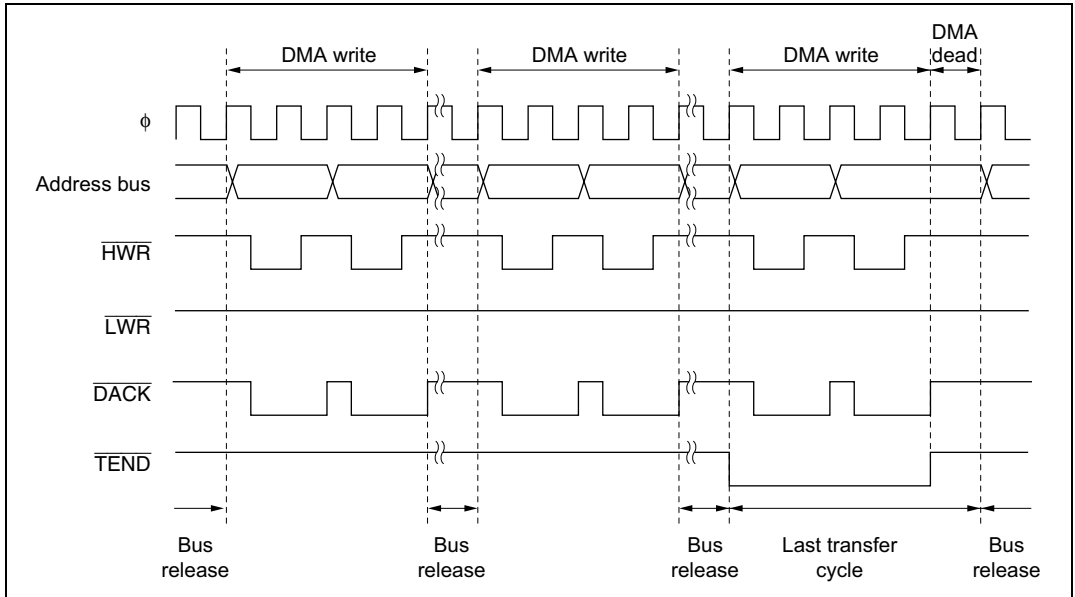 DMA write
DMA write
DMA write
DMA
dead
ϕ
Address bus
HWR
LWR
DACK
TEND
Bus
release
Bus
release
Bus
release
Last transfer
cycle
Bus
release